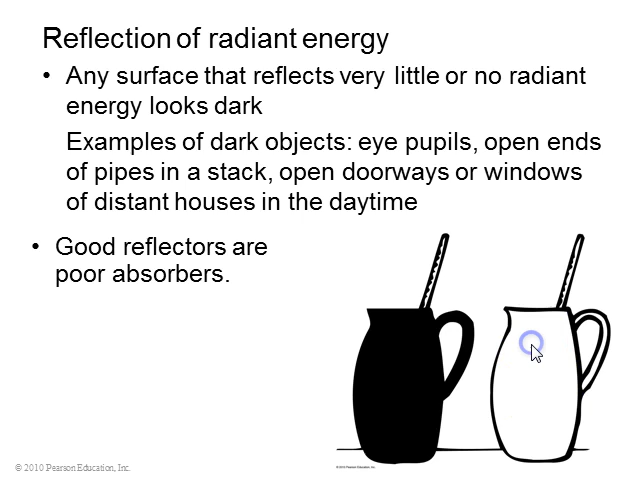 Reflection of radiant energy
• Any surface that reflects very little or no radiant
energy looks dark
Examples of dark objects: eye pupils, open ends
of pipes in a stack, open doorways or windows
of distant houses in the daytime
• Good reflectors are
poor absorbers.
© 2010 Pearson Education, Inc.